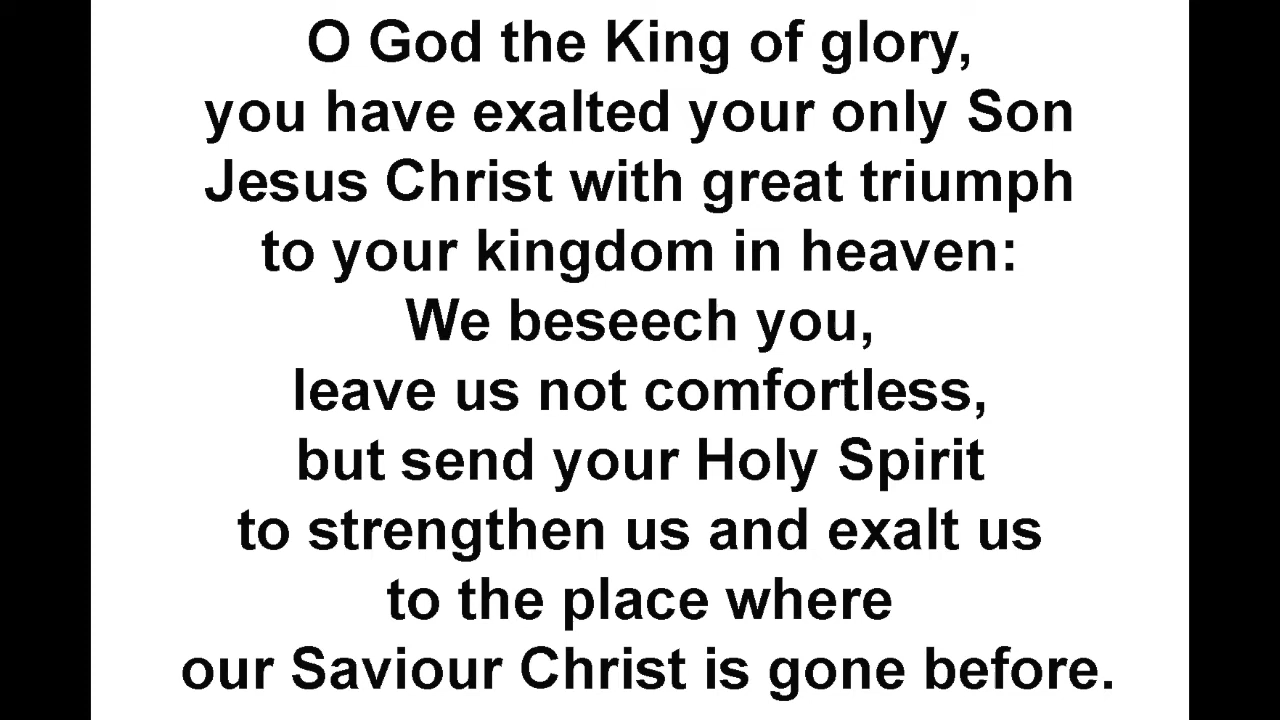 O God the King of glory,
you have exalted your only Son
Jesus Christ with great triumph
to your kingdom in heaven:
We beseech you,
leave us not comfortless,
but send your Holy Spirit
to strengthen us and exalt us
to the place where
our Saviour Christ is gone before.